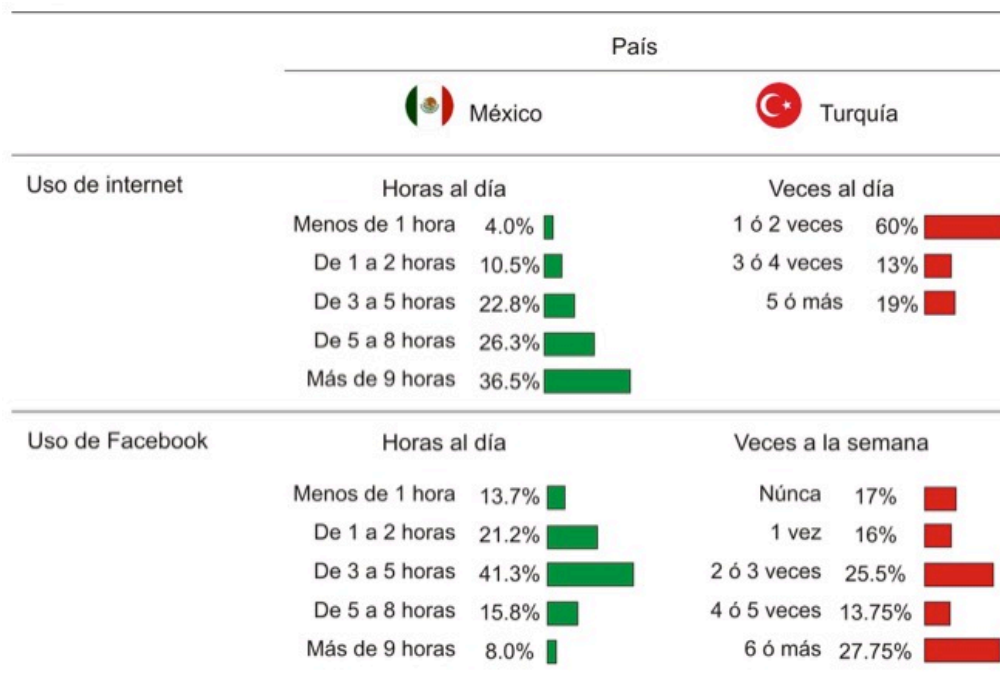 País
México Turquía
Uso de internet Horas al día Veces al día
Menos de 1 hora 4.0% 1 ó 2 veces 60%
De 1 a 2 horas 10.5% 3 ó 4 veces 13%
De 3 a 5 horas 22.8% 5 ó más 19%
De 5 a 8 horas 26.3%
Más de 9 horas 36.5%
Uso de Facebook Horas al día Veces a la semana
Menos de 1 hora 13.7% Núnca 17%
De 1 a 2 horas 21.2% 1 vez 16%
De 3 a 5 horas 41.3% 2 ó 3 veces 25.5%
De 5 a 8 horas 15.8% 4 ó 5 veces 13.75%
Más de 9 horas 8.0% 6 ó más 27.75%